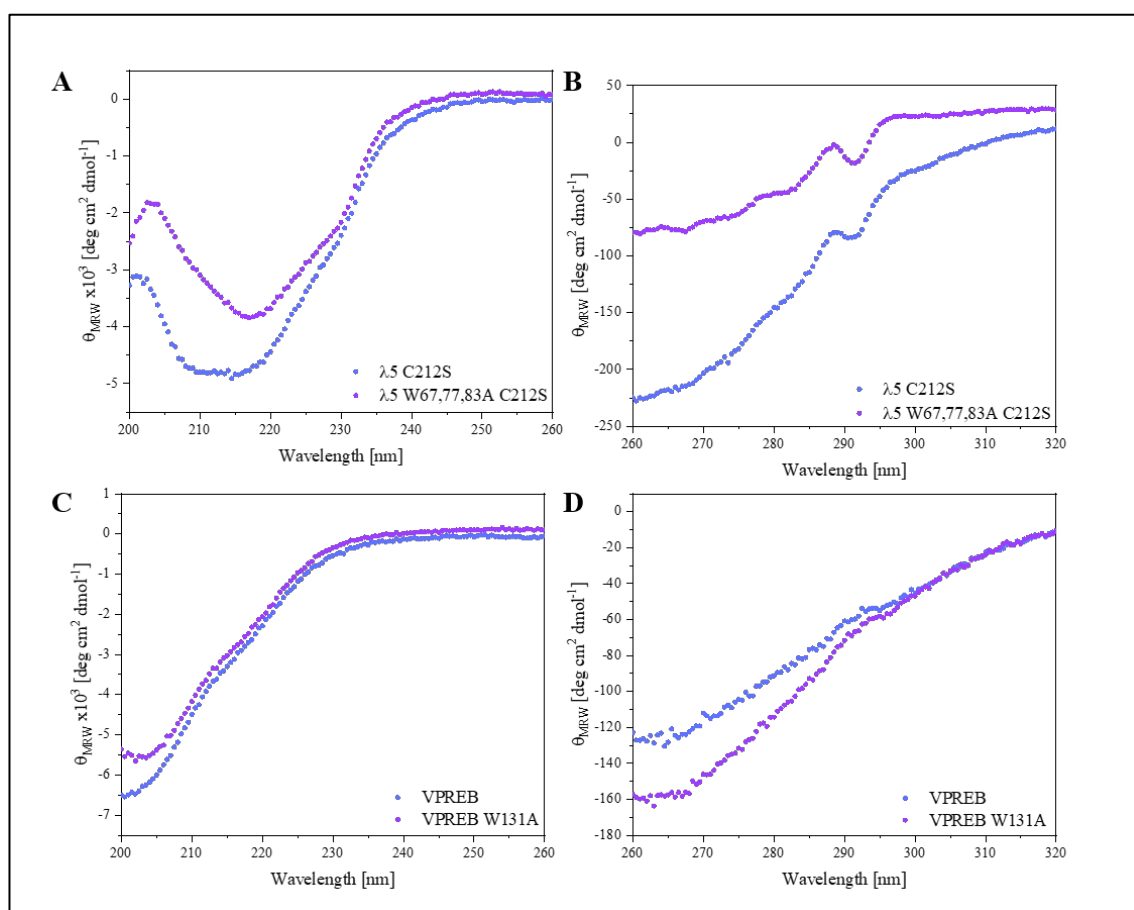 A
0
-1
-2
-3
-4
-5
θMRW x10³ [deg cm² dmol⁻¹]
λ5 C212S
λ5 W67,77,83A C212S
200 210 220 230 240 250 260
Wavelength [nm]
B
50
0
-50
-100
-150
-200
-250
θMRW [deg cm² dmol⁻¹]
λ5 C212S
λ5 W67,77,83A C212S
260 270 280 290 300 310 320
Wavelength [nm]
C
1
0
-1
-2
-3
-4
-5
-6
-7
θMRW x10³ [deg cm² dmol⁻¹]
VPREB
VPREB W131A
200 210 220 230 240 250 260
Wavelength [nm]
D
0
-20
-40
-60
-80
-100
-120
-140
-160
-180
θMRW [deg cm² dmol⁻¹]
VPREB
VPREB W131A
260 270 280 290 300 310 320
Wavelength [nm]